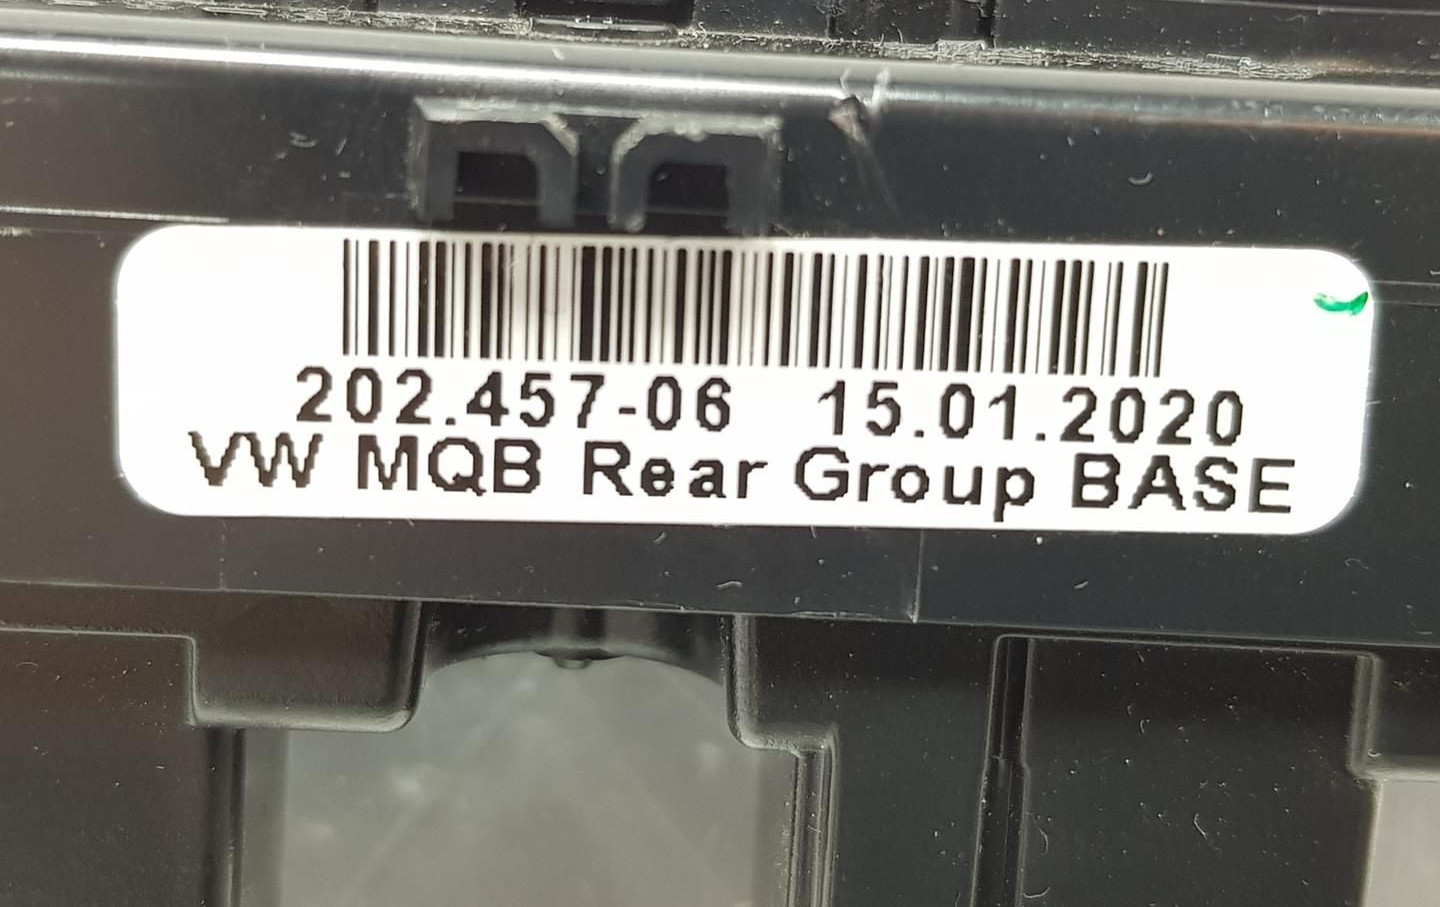 202.457-06 15.01.2020
VW MQB Rear Group BASE